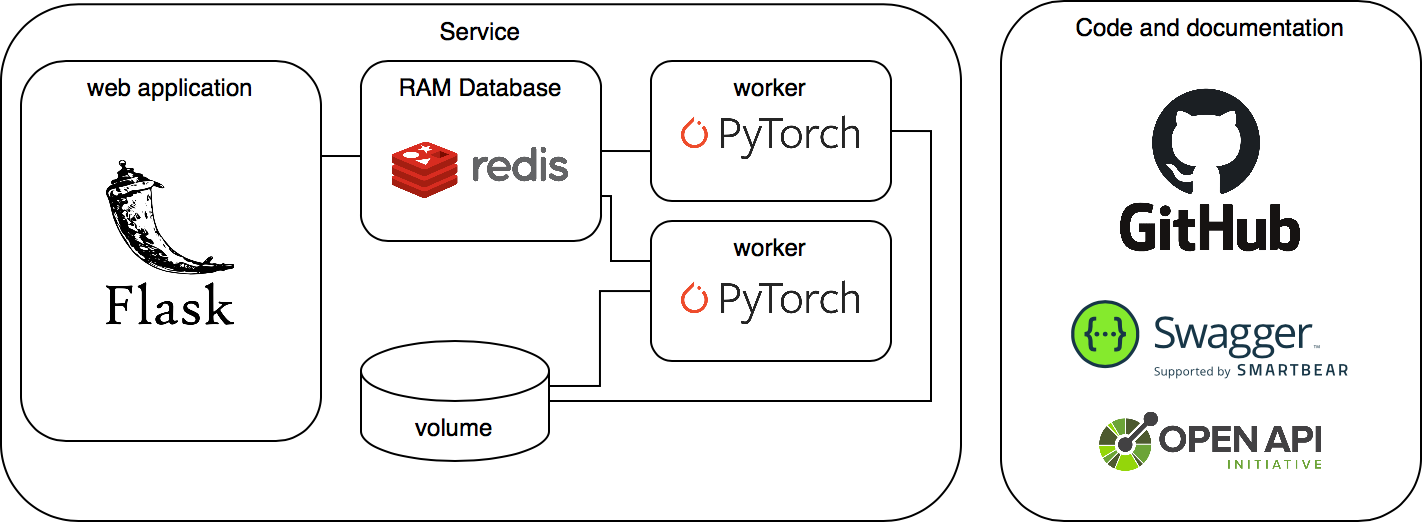 Service
web application
Flask
RAM Database
redis
worker
PyTorch
worker
PyTorch
volume
Code and documentation
GitHub
{···}
Swagger™
Supported by SMARTBEAR
OPEN API
INITIATIVE